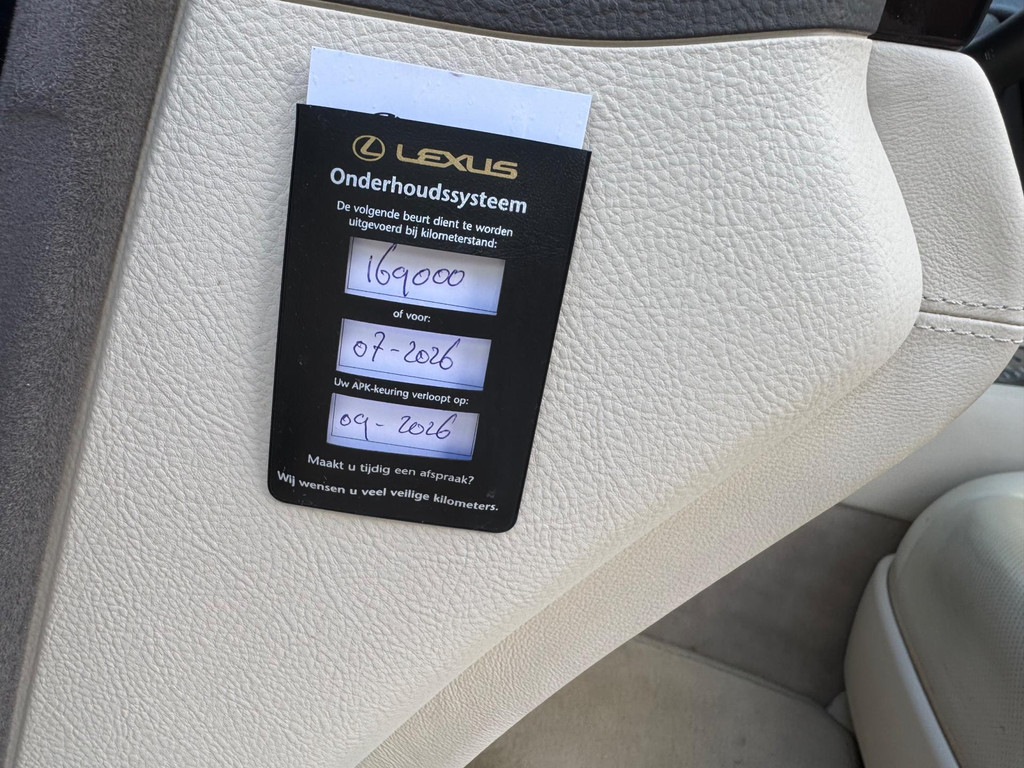 LEXUS
Onderhoudssysteem
De volgende beurt dient te worden
uitgevoerd bij kilometerstand:
169000
of voor:
07-2026
Uw APK-keuring verloopt op:
09-2026
Maakt u tijdig een afspraak?
Wij wensen u veel veilige kilometers.